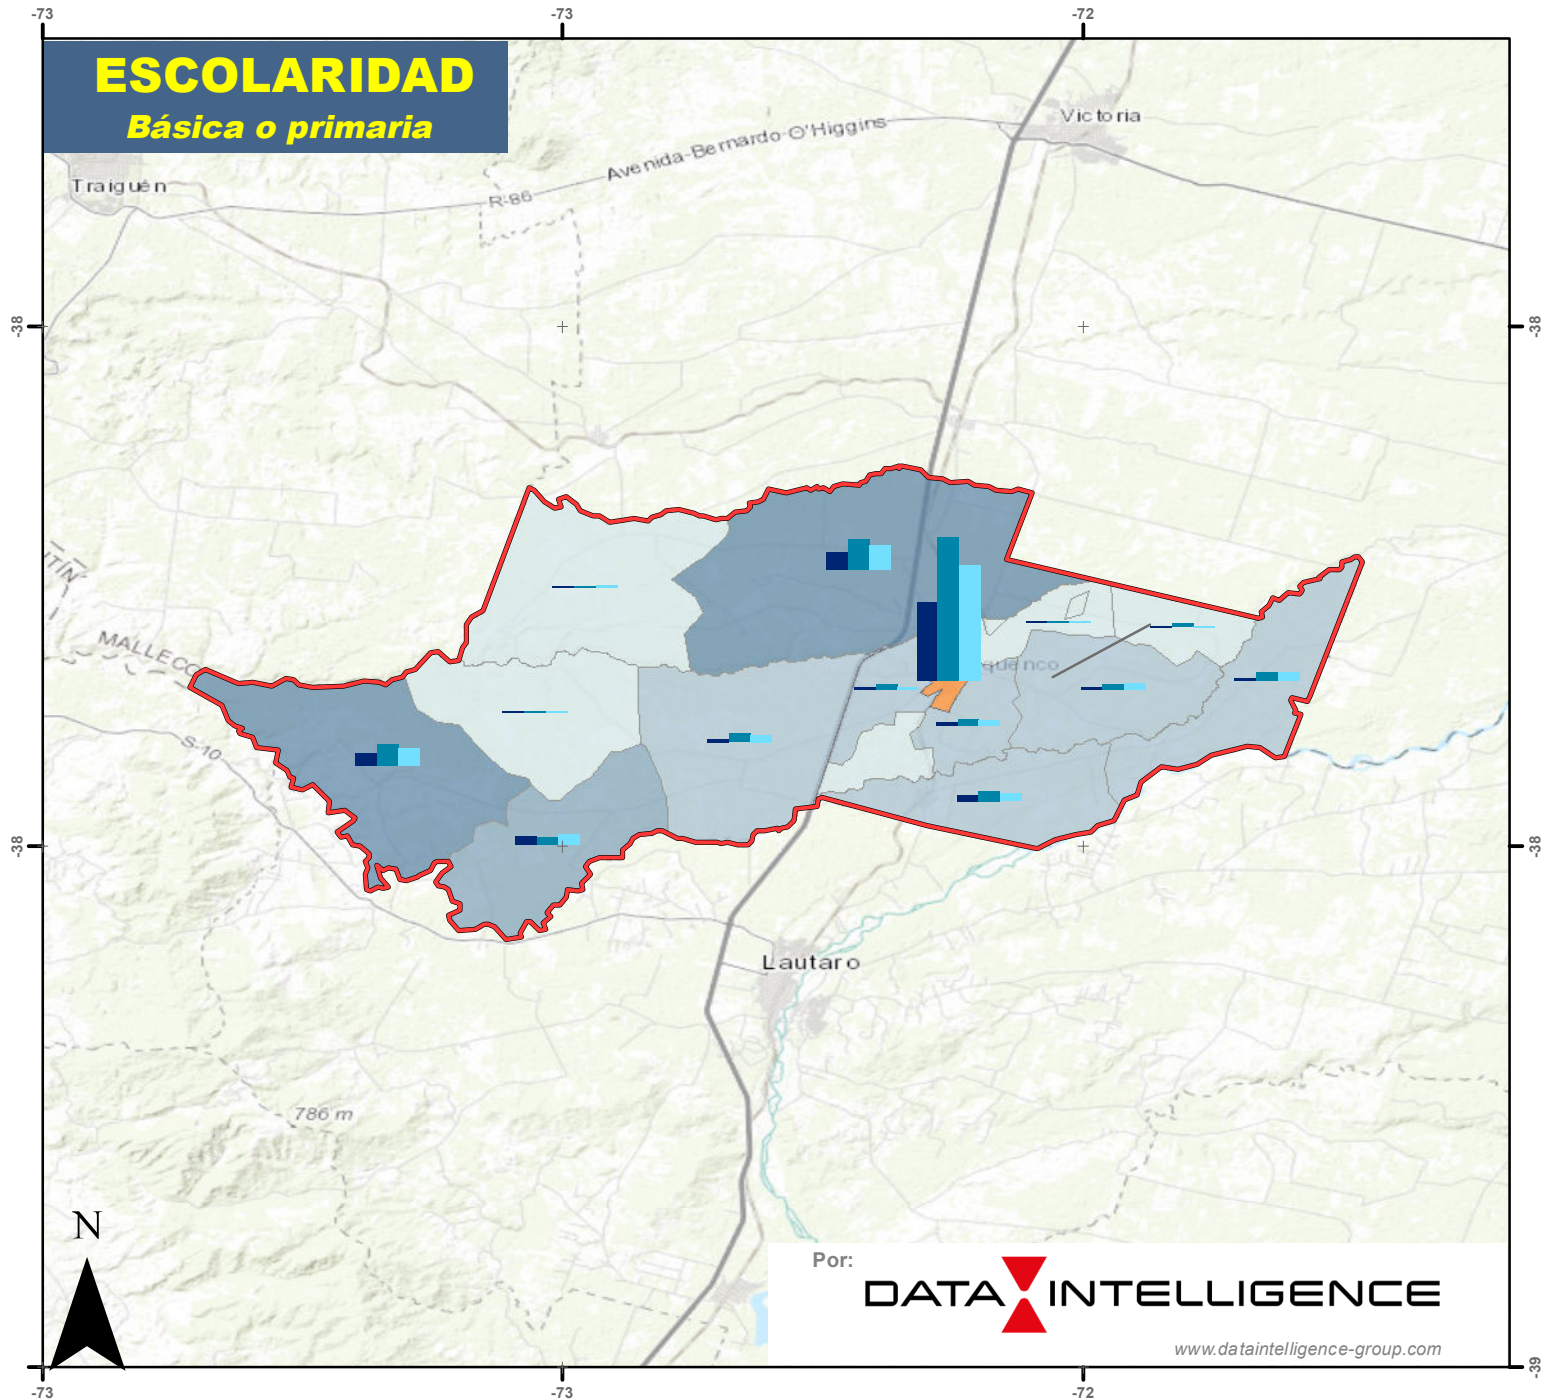 -73
-73
-72
ESCOLARIDAD
Básica o primaria
Victoria
Traiguén
Avenida-Bernardo-O'Higgins
R-86
-38
-38
MALLECO
quenco
S-10
-38
-38
Lautaro
786 m
N
Por:
DATA INTELLIGENCE
www.dataintelligence-group.com
-39
-73
-73
-72